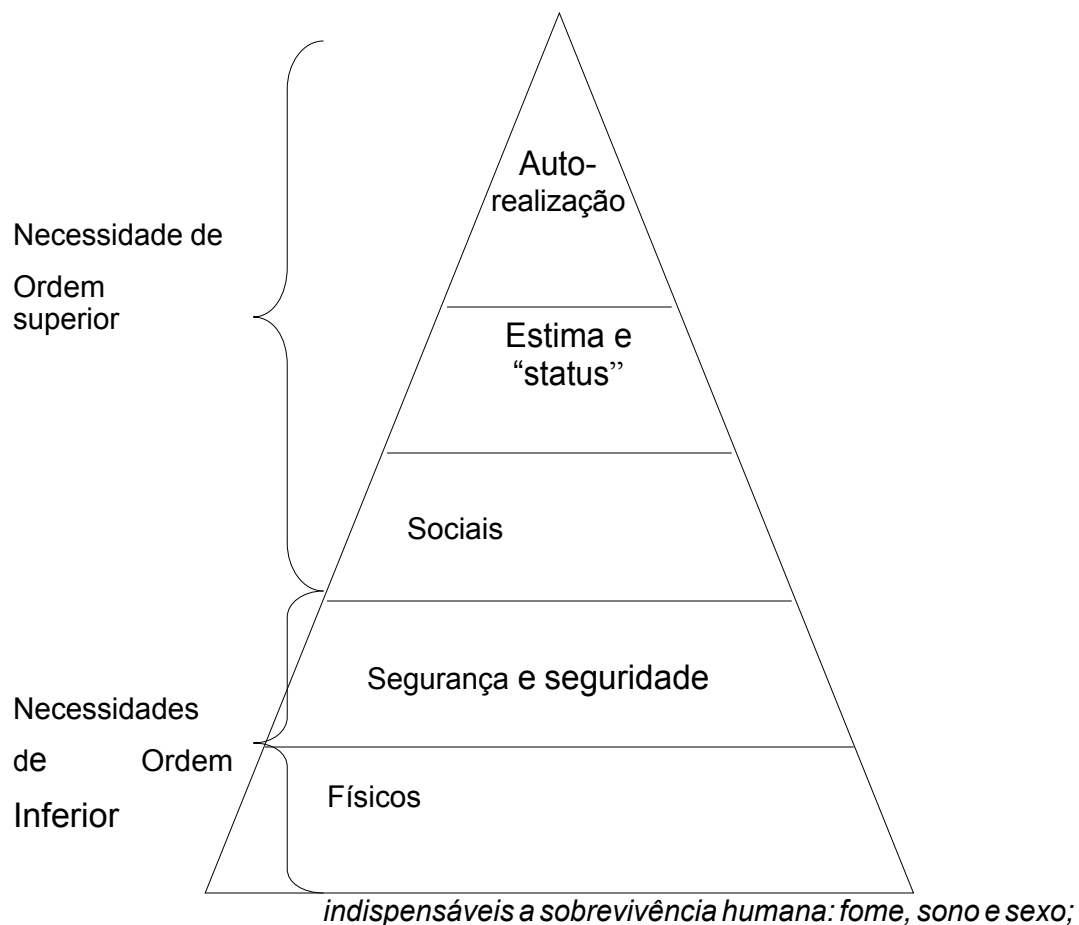 Auto-
realização
Necessidade de
Ordem
superior
Estima e
“status”
Sociais
Segurança e seguridade
Necessidades
de Ordem
Inferior
Físicos
indispensáveis a sobrevivência humana: fome, sono e sexo;